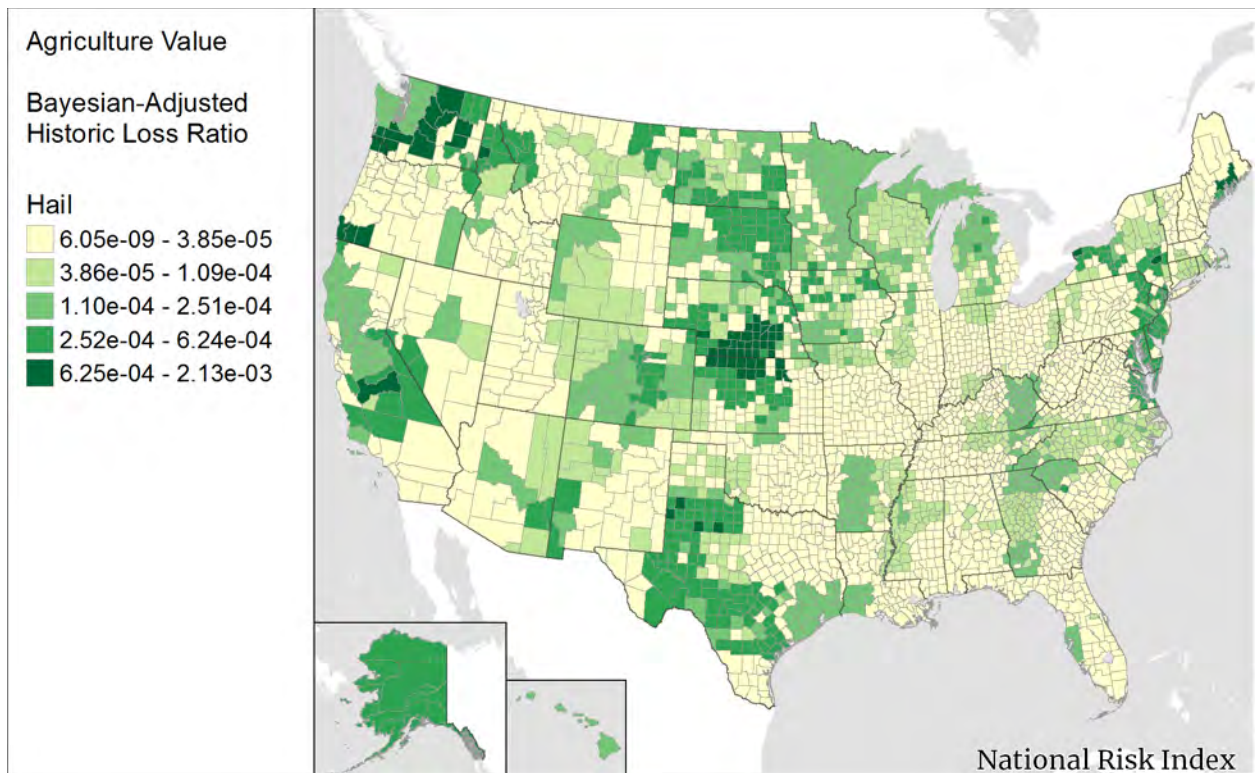 Agriculture Value
Bayesian-Adjusted
Historic Loss Ratio
Hail
6.05e-09 - 3.85e-05
3.86e-05 - 1.09e-04
1.10e-04 - 2.51e-04
2.52e-04 - 6.24e-04
6.25e-04 - 2.13e-03
National Risk Index